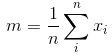 m = \frac{1}{n} \sum_{i}^{n} x_i